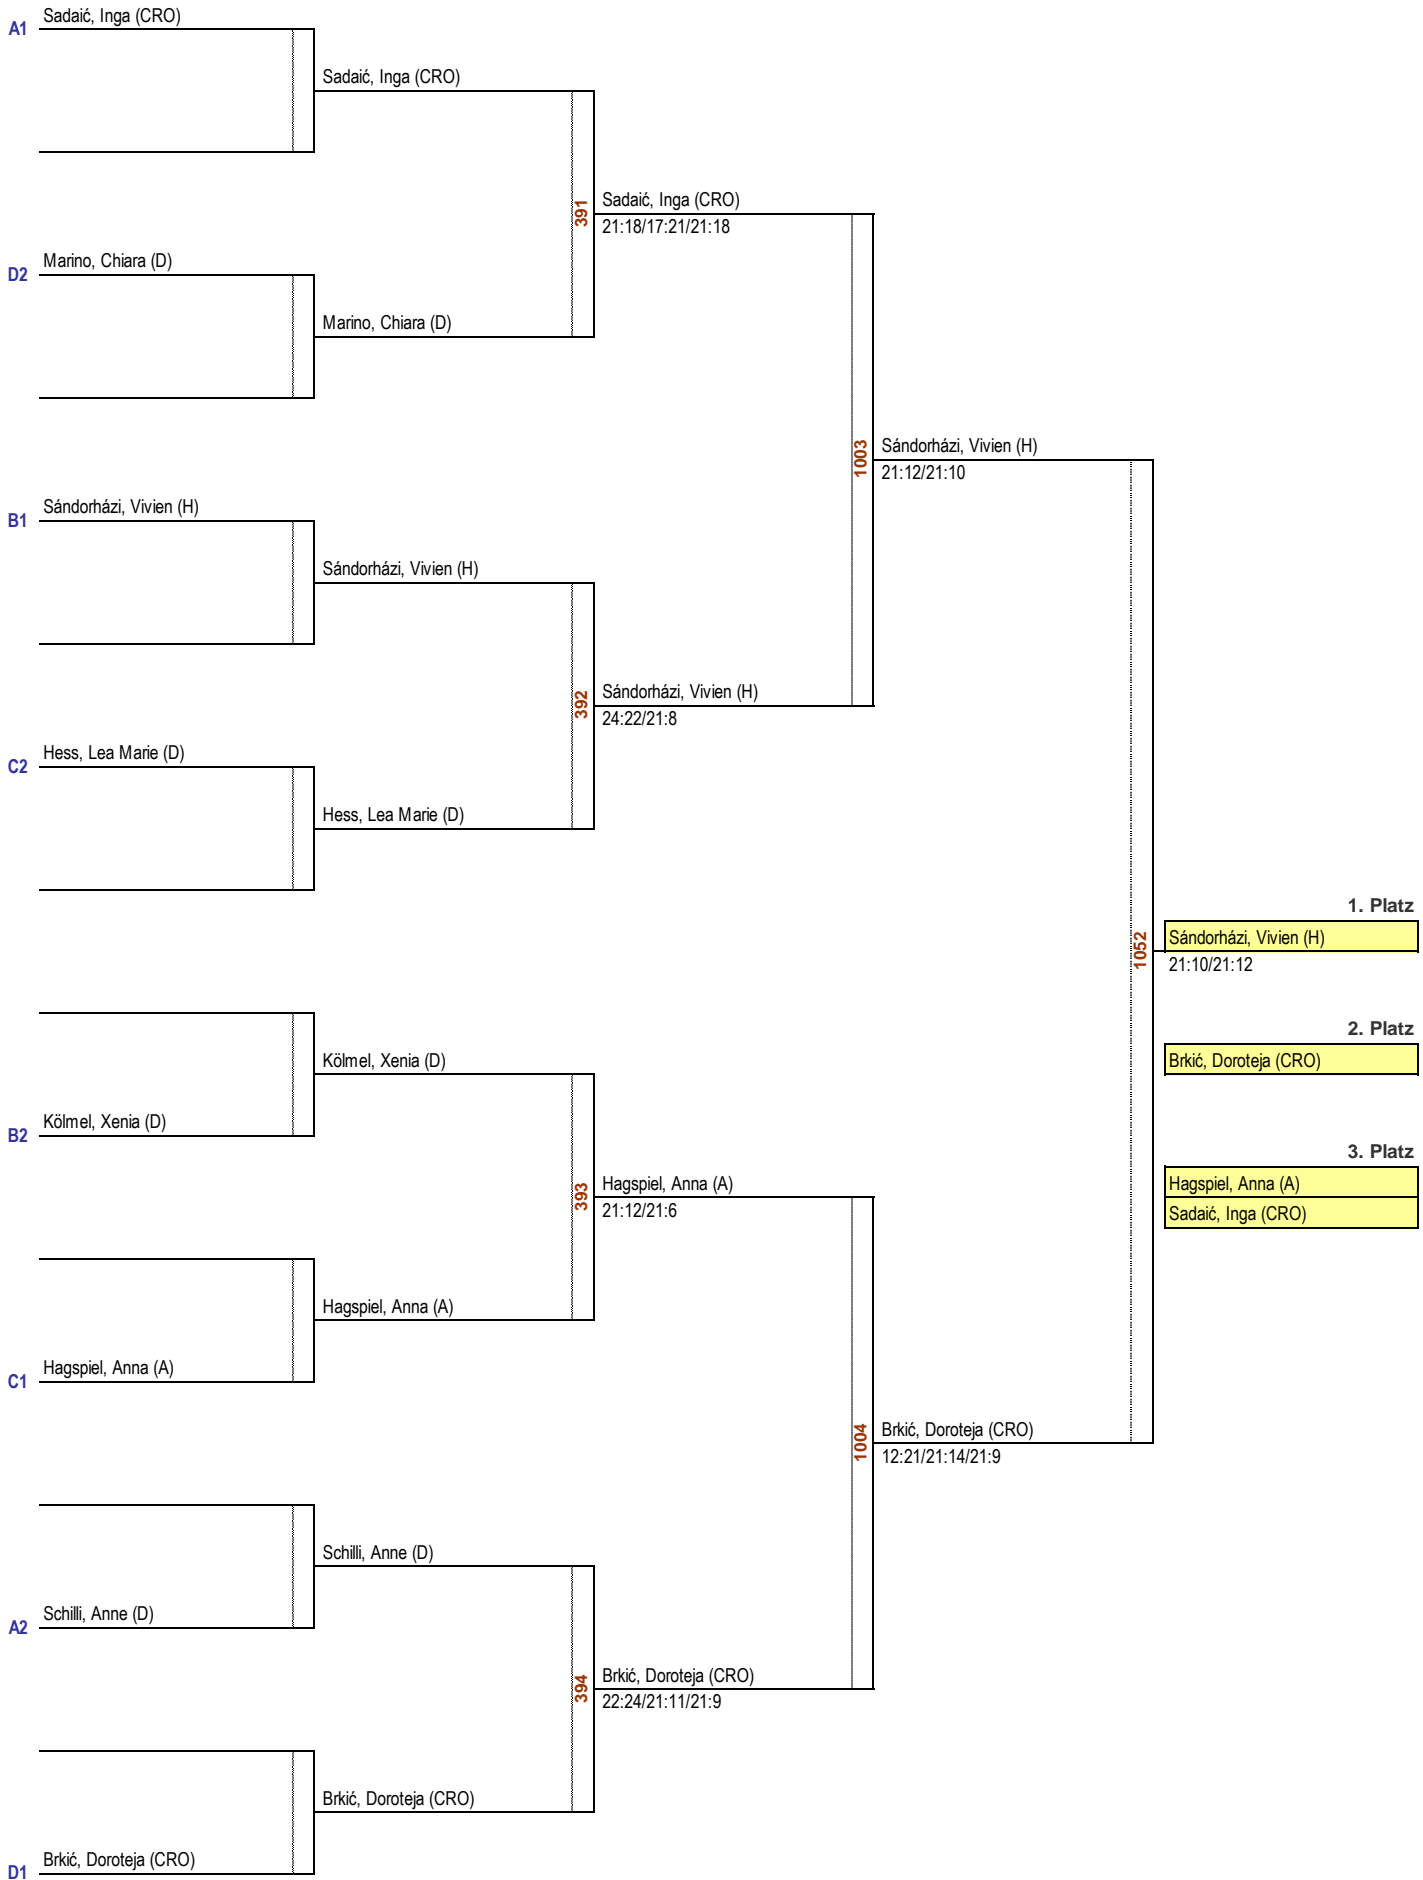 Sadaić, Inga (CRO)
A1
Sadaić, Inga (CRO)
391
Sadaić, Inga (CRO)
21:18/17:21/21:18
Marino, Chiara (D)
D2
Marino, Chiara (D)
1003
Sándorházi, Vivien (H)
21:12/21:10
Sándorházi, Vivien (H)
B1
Sándorházi, Vivien (H)
392
Sándorházi, Vivien (H)
24:22/21:8
Hess, Lea Marie (D)
C2
Hess, Lea Marie (D)
1. Platz
1052
Sándorházi, Vivien (H)
21:10/21:12
2. Platz
Brkić, Doroteja (CRO)
Kölmel, Xenia (D)
Kölmel, Xenia (D)
B2
3. Platz
Hagspiel, Anna (A)
Sadaić, Inga (CRO)
393
Hagspiel, Anna (A)
21:12/21:6
Hagspiel, Anna (A)
Hagspiel, Anna (A)
C1
1004
Brkić, Doroteja (CRO)
12:21/21:14/21:9
Schilli, Anne (D)
Schilli, Anne (D)
A2
394
Brkić, Doroteja (CRO)
22:24/21:11/21:9
Brkić, Doroteja (CRO)
Brkić, Doroteja (CRO)
D1